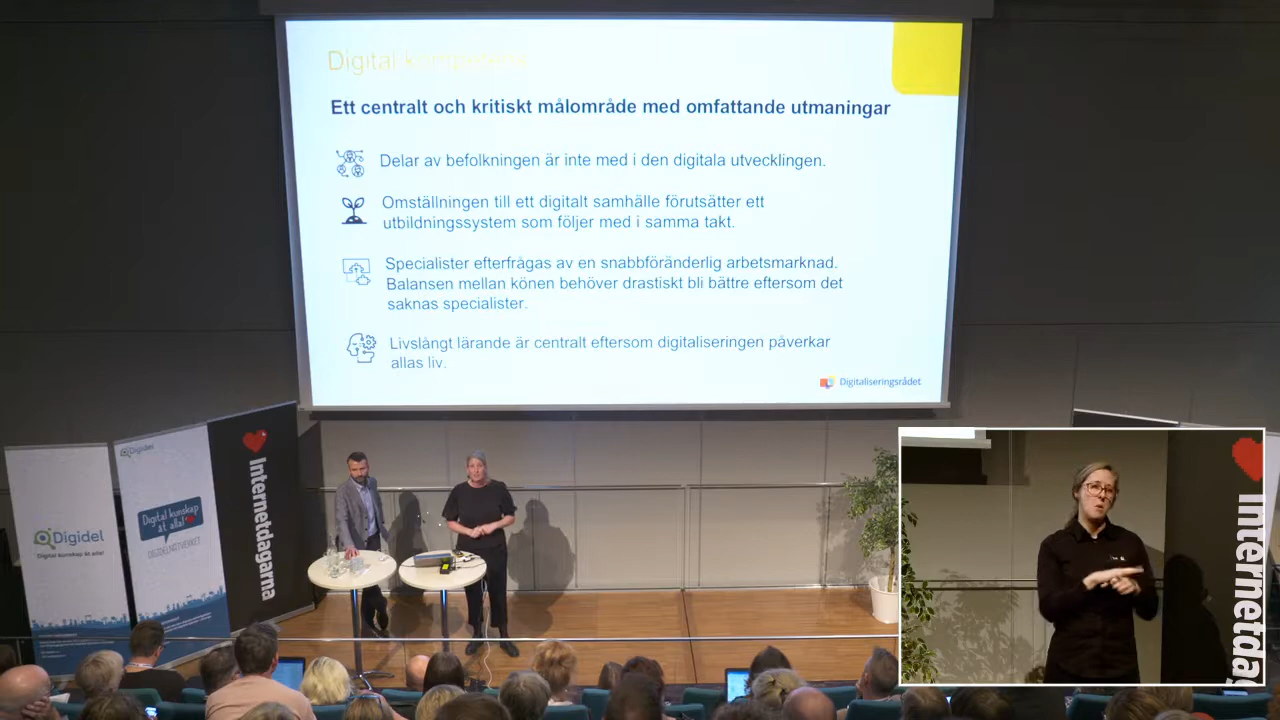 Digital kompetens
Ett centralt och kritiskt målområde med omfattande utmaningar
Delar av befolkningen är inte med i den digitala utvecklingen.
Omställningen till ett digitalt samhälle förutsätter ett
utbildningssystem som följer med i samma takt.
Specialister efterfrågas av en snabbföränderlig arbetsmarknad.
Balansen mellan könen behöver drastiskt bli bättre eftersom det
saknas specialister.
Livslångt lärande är centralt eftersom digitaliseringen påverkar
allas liv.
Digitaliseringsrådet
Digidel
Digital kunskap åt alla!
Digidel
Digital kunskap
åt alla!
DIGIDELNÄTVERKET
Internetdagarna
Internetda